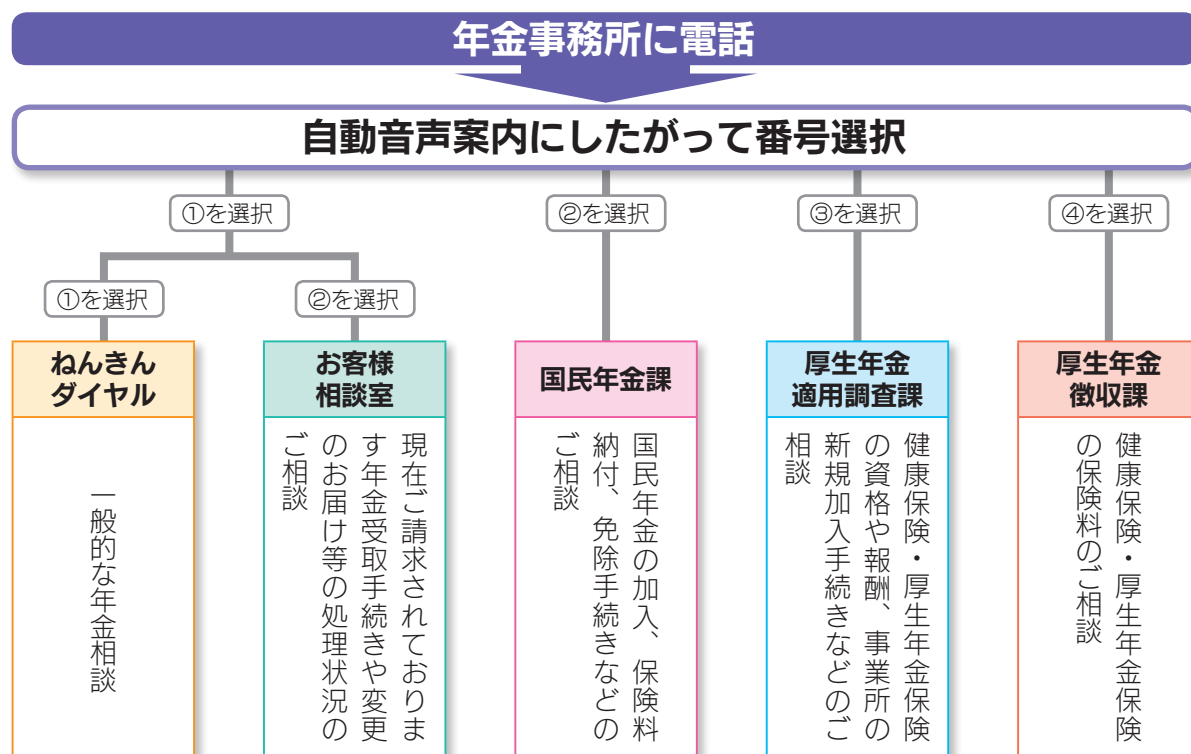 年金事務所に電話
自動音声案内にしたがって番号選択
①を選択
②を選択
③を選択
④を選択
①を選択
②を選択
ねんきん
ダイヤル
一般的な年金相談
お客様
相談室
現在ご請求されておりま
す年金受取手続きや変更
のお届け等の処理状況の
ご相談
国民年金課
国民年金の加入、保険料
納付、免除手続きなどの
ご相談
厚生年金
適用調査課
健康保険・厚生年金保険
の資格や報酬、事業所の
新規加入手続きなどのご
相談
厚生年金
徴収課
健康保険・厚生年金保険
の保険料のご相談